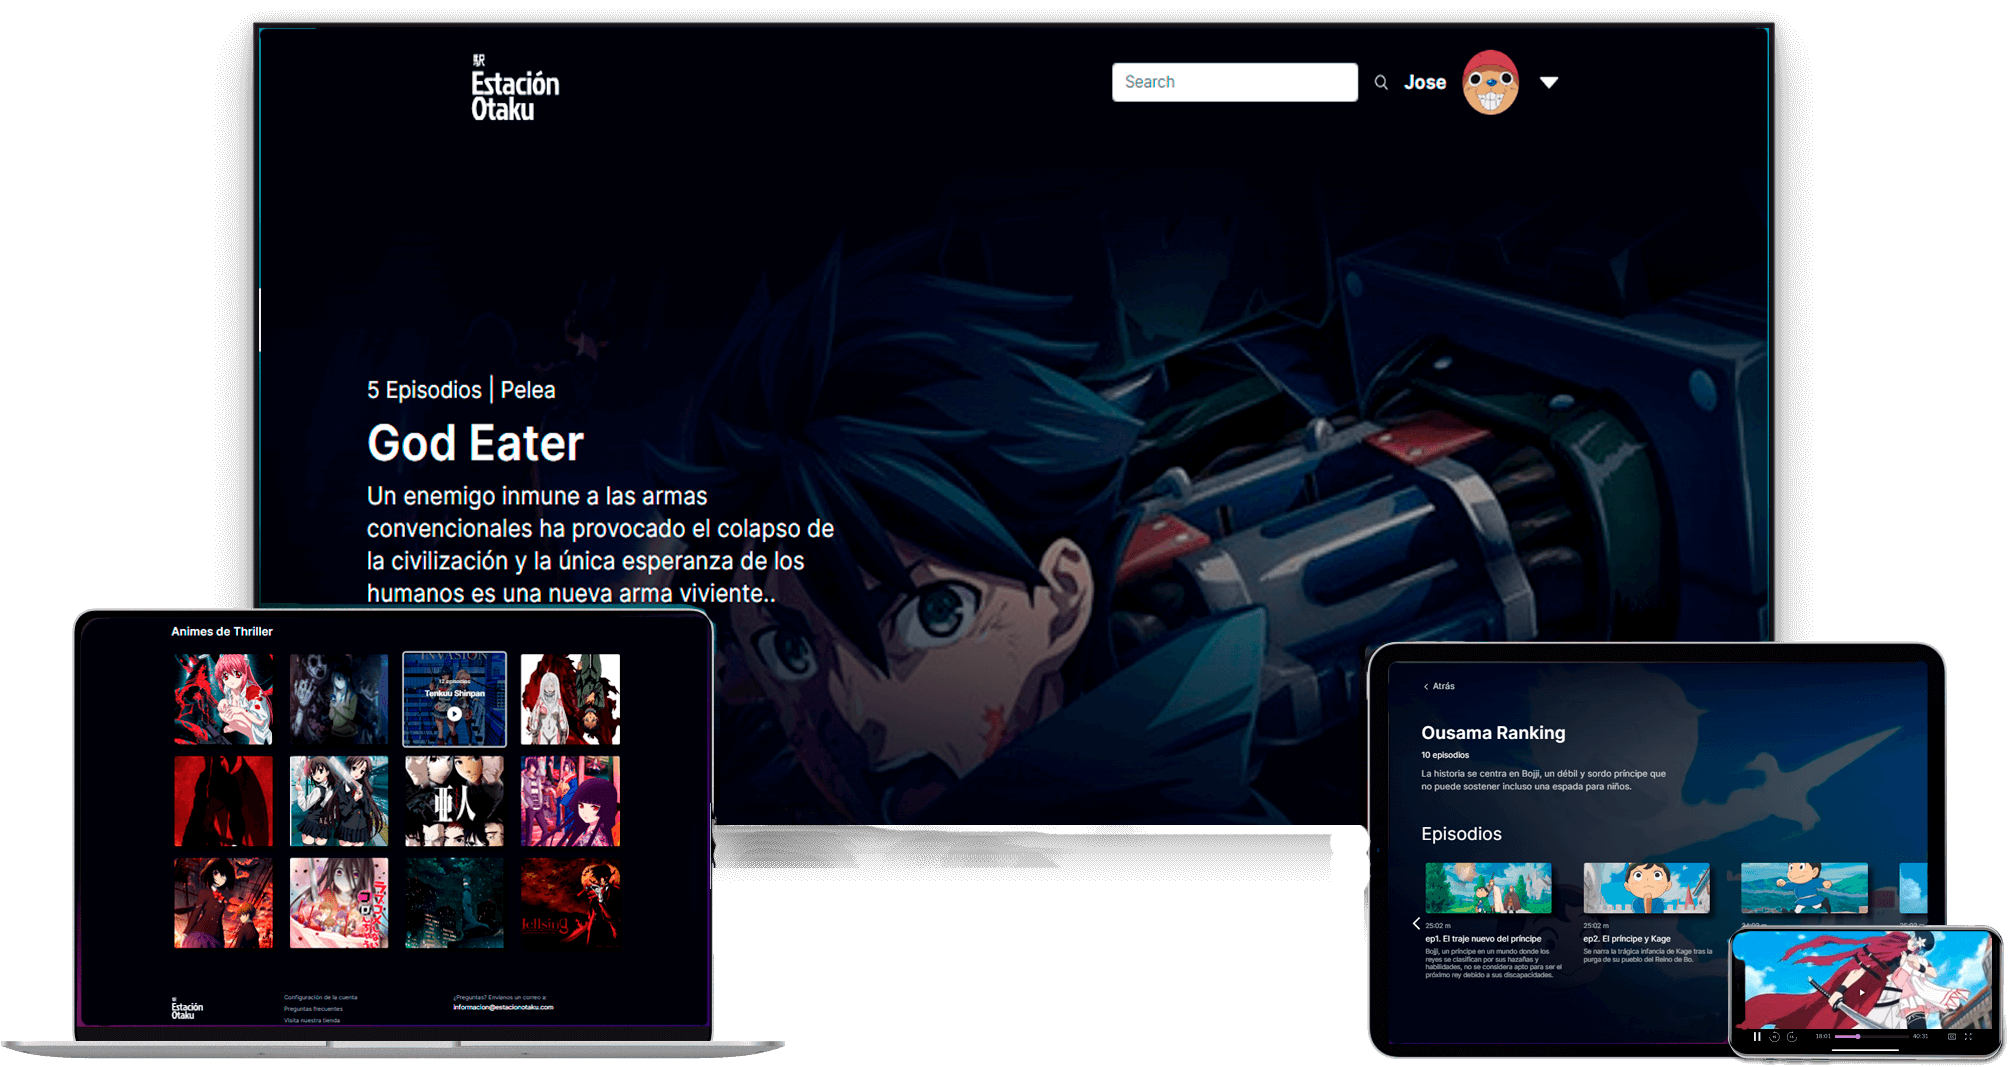 駅
Estación
Otaku
Search
Jose
5 Episodios | Pelea
God Eater
Un enemigo inmune a las armas
convencionales ha provocado el colapso de
la civilización y la única esperanza de los
humanos es una nueva arma viviente..
Animes de Thriller
INVASION
12 episodios
Tenkuu Shinpan
亜人
Hellsing
Estación
Otaku
Configuración de la cuenta
Preguntas frecuentes
Visita nuestra tienda
¿Preguntas? Envíanos un correo a:
informacion@estacionotaku.com
Atrás
Ousama Ranking
10 episodios
La historia se centra en Bojji, un débil y sordo príncipe que
no puede sostener incluso una espada para niños.
Episodios
25:02 m
ep1. El traje nuevo del príncipe
Bojji, un príncipe en un mundo donde los
reyes se clasifican por sus hazañas y
habilidades, no se considera apto para ser el
próximo rey debido a sus discapacidades.
25:02 m
ep2. El príncipe y Kage
Se narra la trágica infancia de Kage tras la
purga de su pueblo del Reino de Bo.
18:01
40:31